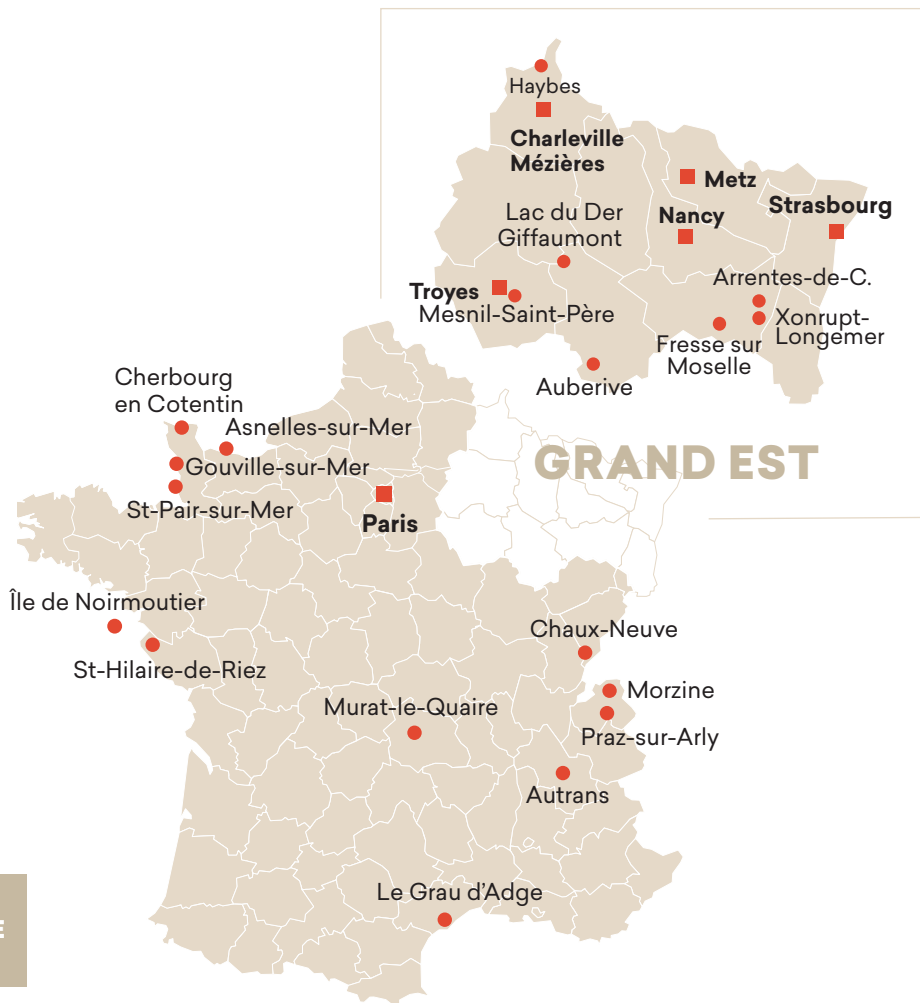 Haybes
Charleville
Mézières
Metz
Strasbourg
Lac du Der
Giffaumont
Nancy
Arrentes-de-C.
Troyes
Mesnil-Saint-Père
Xonrupt-
Longemer
Fresse sur
Moselle
Auberive
Cherbourg
en Cotentin
Asnelles-sur-Mer
GRAND EST
Gouville-sur-Mer
St-Pair-sur-Mer
Paris
Île de Noirmoutier
Chaux-Neuve
St-Hilaire-de-Riez
Morzine
Murat-le-Quaire
Praz-sur-Arly
Autrans
Le Grau d'Adge
E